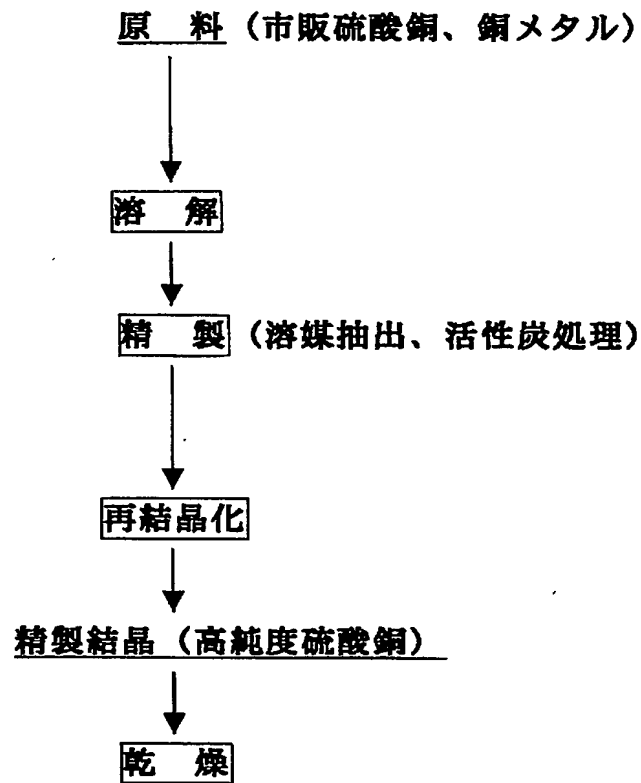 原　料（市販硫酸銅、銅メタル）
溶　解
精　製（溶媒抽出、活性炭処理）
再結晶化
精製結晶（高純度硫酸銅）
乾　燥